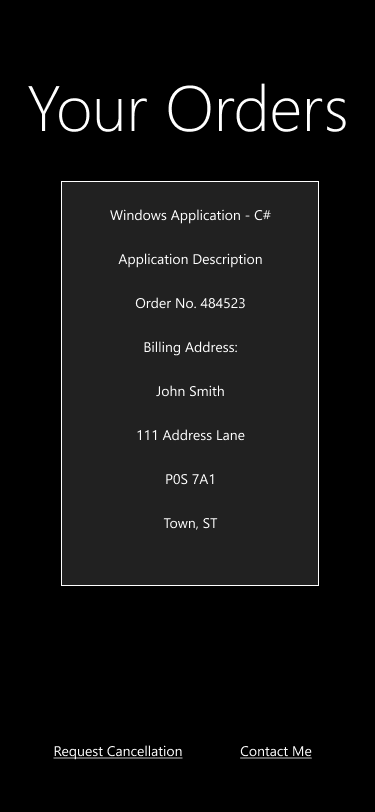 Your Orders
Windows Application - C#
Application Description
Order No. 484523
Billing Address:
John Smith
111 Address Lane
P0S 7A1
Town, ST
Request Cancellation
Contact Me